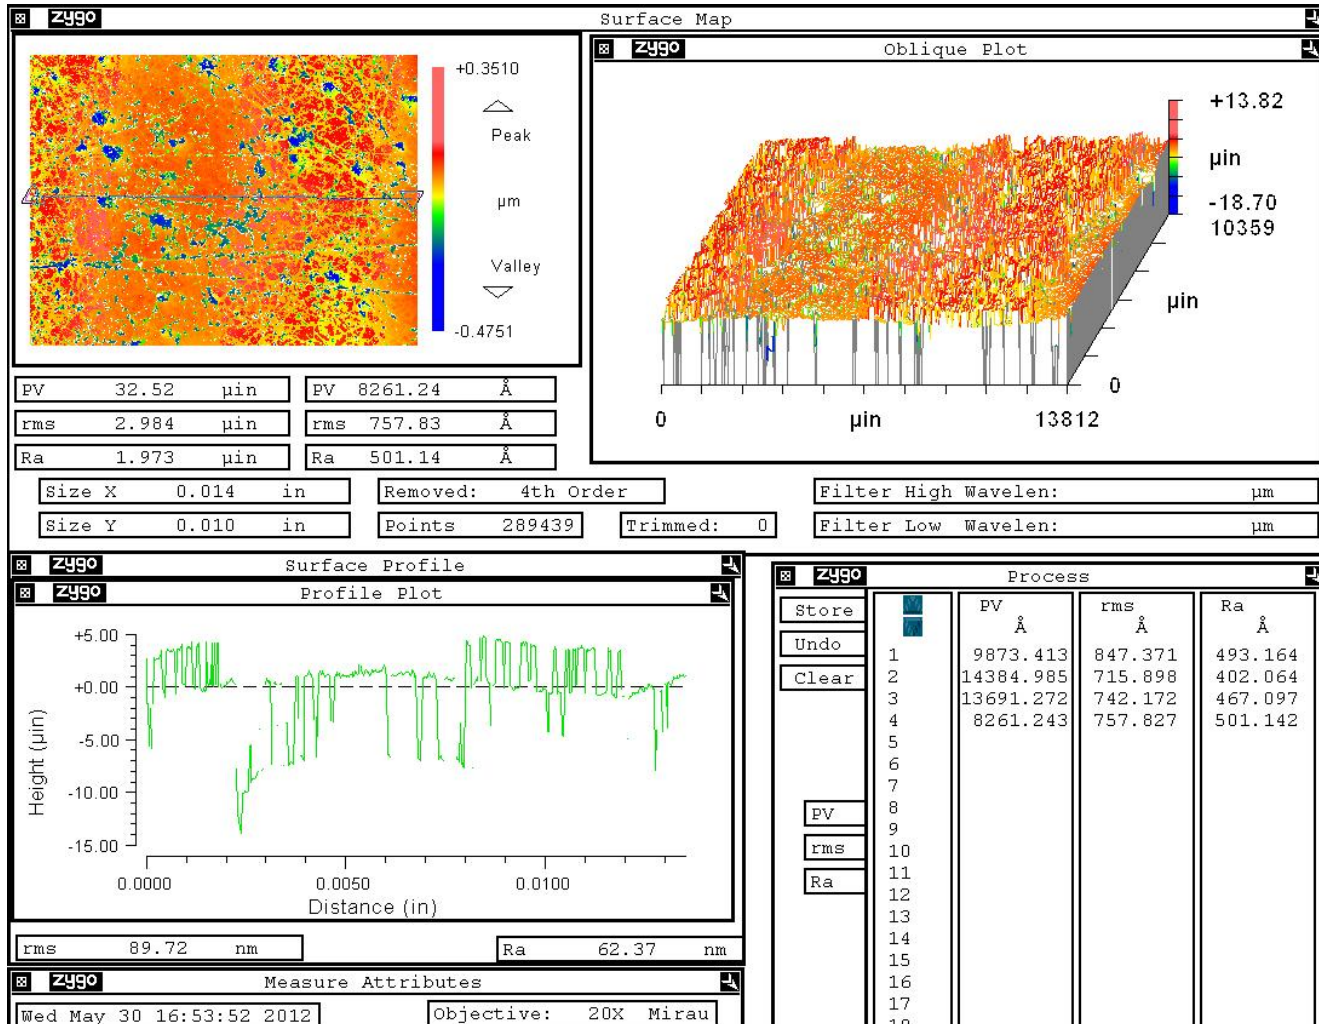 zygo Surface Map
+0.3510
Peak
µm
Valley
-0.4751
zygo Oblique Plot
+13.82
µin
-18.70
10359
µin
0
0 µin 13812
PV 32.52 µin PV 8261.24 Å
rms 2.984 µin rms 757.83 Å
Ra 1.973 µin Ra 501.14 Å
Size X 0.014 in Removed: 4th Order Filter High Wavelen: µm
Size Y 0.010 in Points 289439 Trimmed: 0 Filter Low Wavelen: µm
zygo Surface Profile
zygo Profile Plot
+5.00
+0.00
-5.00
-10.00
-15.00
Height (µin)
0.0000 0.0050 0.0100
Distance (in)
rms 89.72 nm Ra 62.37 nm
zygo Measure Attributes
Wed May 30 16:53:52 2012 Objective: 20X Mirau
zygo Process
Store
Undo
Clear
PV
rms
Ra
PV rms Ra
Å Å Å
1 9873.413 847.371 493.164
2 14384.985 715.898 402.064
3 13691.272 742.172 467.097
4 8261.243 757.827 501.142
5
6
7
8
9
10
11
12
13
14
15
16
17